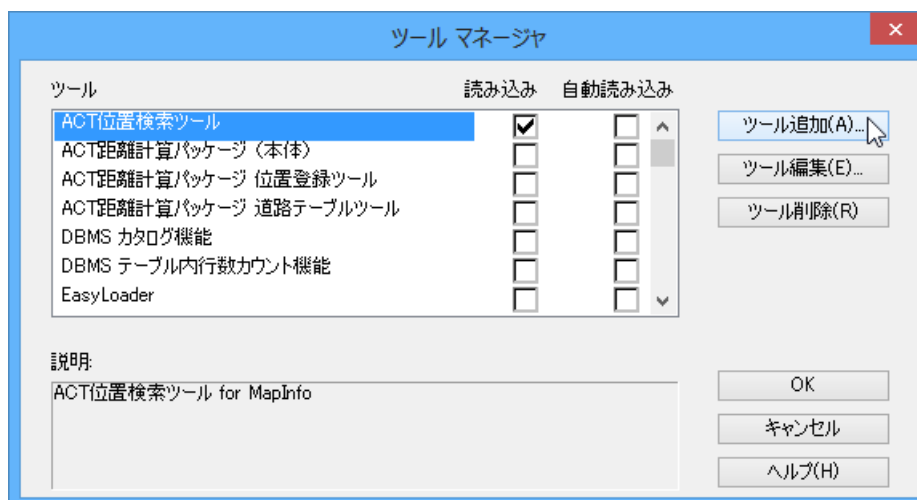 ツール マネージャ
ツール 読み込み 自動読み込み
ACT位置検索ツール
ACT距離計算パッケージ（本体）
ACT距離計算パッケージ 位置登録ツール
ACT距離計算パッケージ 道路テーブルツール
DBMS カタログ機能
DBMS テーブル内行数カウント機能
EasyLoader
ツール追加(A)...
ツール編集(E)...
ツール削除(R)
説明:
ACT位置検索ツール for MapInfo
OK
キャンセル
ヘルプ(H)